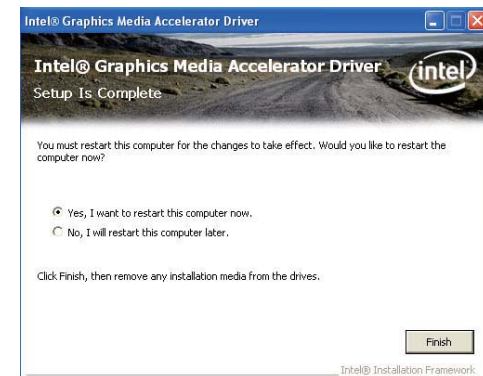 Intel® Graphics Media Accelerator Driver
Intel® Graphics Media Accelerator Driver
intel
Setup Is Complete
You must restart this computer for the changes to take effect. Would you like to restart the
computer now?
Yes, I want to restart this computer now.
No, I will restart this computer later.
Click Finish, then remove any installation media from the drives.
Finish
Intel® Installation Framework